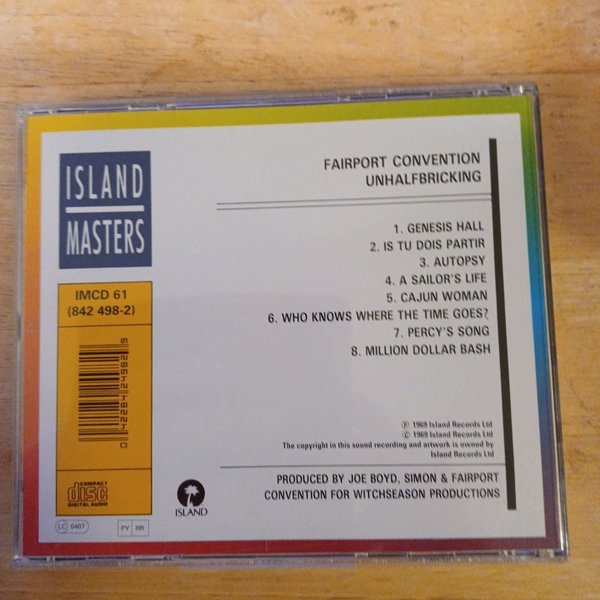 ISLAND
MASTERS
IMCD 61
(842 498-2)
COMPACT
disc
DIGITAL AUDIO
LC 0407
PY 899
FAIRPORT CONVENTION
UNHALFBRICKING
1. GENESIS HALL
2. IS TU DOIS PARTIR
3. AUTOPSY
4. A SAILOR'S LIFE
5. CAJUN WOMAN
6. WHO KNOWS WHERE THE TIME GOES?
7. PERCY'S SONG
8. MILLION DOLLAR BASH
℗ 1969 Island Records Ltd
© 1969 Island Records Ltd
The copyright in this sound recording and artwork is owned by
Island Records Ltd
PRODUCED BY JOE BOYD, SIMON & FAIRPORT
CONVENTION FOR WITCHSEASON PRODUCTIONS
ISLAND